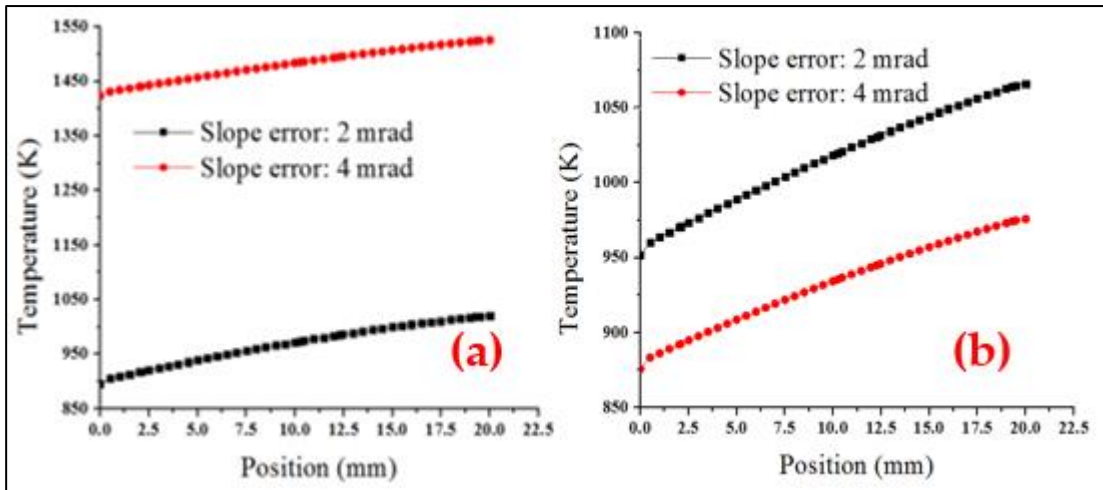 1550
1450
1350
1250
1150
1050
950
850
Temperature (K)
Slope error: 2 mrad
Slope error: 4 mrad
(a)
0.0 2.5 5.0 7.5 10.0 12.5 15.0 17.5 20.0 22.5
Position (mm)
1100
1050
1000
950
900
850
Temperature (K)
Slope error: 2 mrad
Slope error: 4 mrad
(b)
0.0 2.5 5.0 7.5 10.0 12.5 15.0 17.5 20.0 22.5
Position (mm)